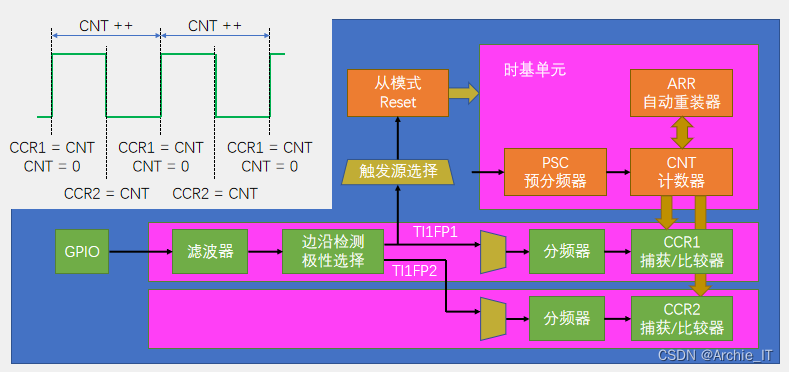 CNT ++
CNT ++
CCR1 = CNT
CNT = 0
CCR1 = CNT
CNT = 0
CCR1 = CNT
CNT = 0
CCR2 = CNT
CCR2 = CNT
从模式
Reset
时基单元
ARR
自动重装器
触发源选择
PSC
预分频器
CNT
计数器
GPIO
滤波器
边沿检测
极性选择
TI1FP1
TI1FP2
分频器
CCR1
捕获/比较器
分频器
CCR2
捕获/比较器
CSDN @Archie_IT